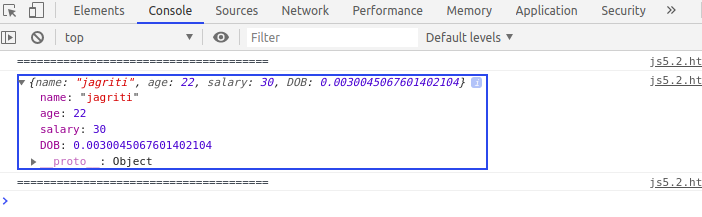 Elements Console Sources Network Performance Memory Application Security »
top Filter Default levels
====================================== js5.2.ht
{name: "jagriti", age: 22, salary: 30, DOB: 0.0030045067601402104} i js5.2.ht
name: "jagriti"
age: 22
salary: 30
DOB: 0.0030045067601402104
__proto__: Object
====================================== js5.2.ht
>